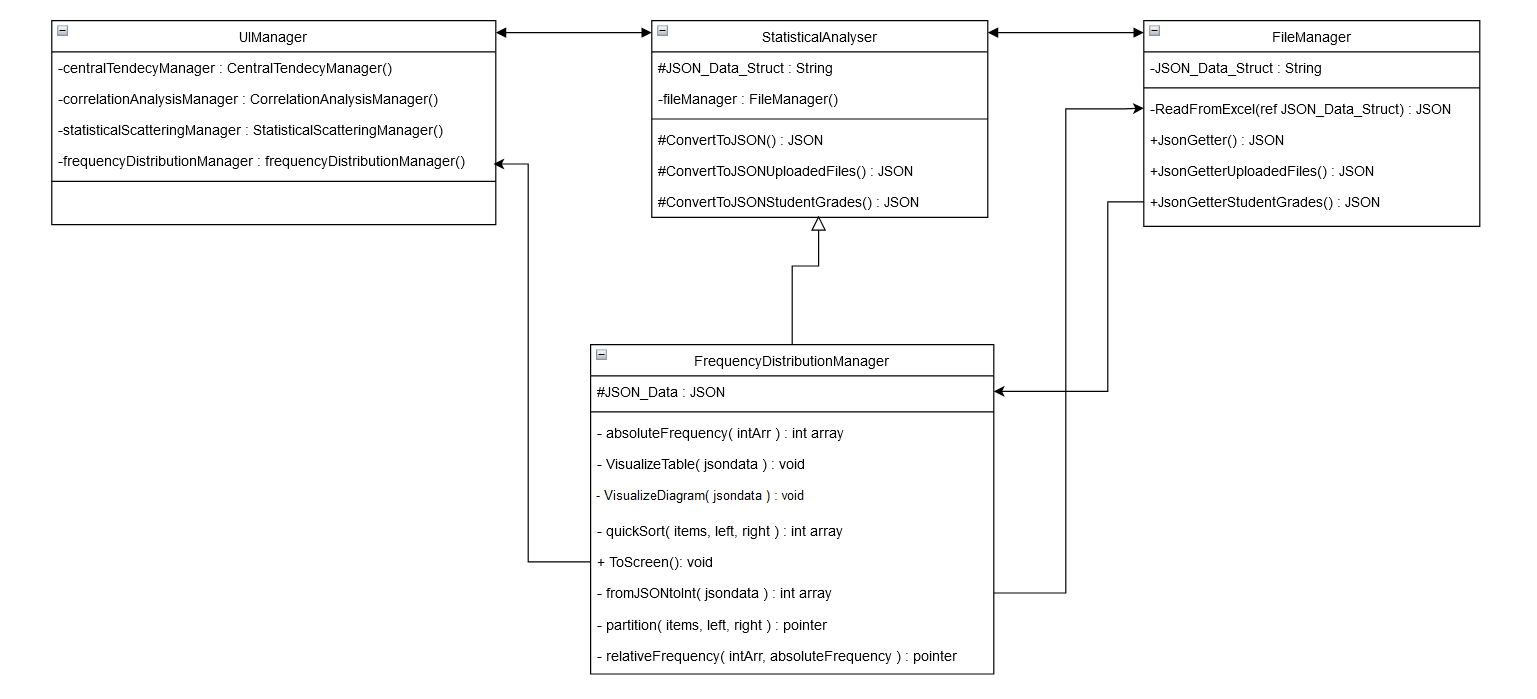 UIManager
-centralTendecyManager : CentralTendecyManager()
-correlationAnalysisManager : CorrelationAnalysisManager()
-statisticalScatteringManager : StatisticalScatteringManager()
-frequencyDistributionManager : frequencyDistributionManager()
StatisticalAnalyser
#JSON_Data_Struct : String
-fileManager : FileManager()
#ConvertToJSON() : JSON
#ConvertToJSONUploadedFiles() : JSON
#ConvertToJSONStudentGrades() : JSON
FileManager
-JSON_Data_Struct : String
-ReadFromExcel(ref JSON_Data_Struct) : JSON
+JsonGetter() : JSON
+JsonGetterUploadedFiles() : JSON
+JsonGetterStudentGrades() : JSON
FrequencyDistributionManager
#JSON_Data : JSON
- absoluteFrequency( intArr ) : int array
- VisualizeTable( jsondata ) : void
- VisualizeDiagram( jsondata ) : void
- quickSort( items, left, right ) : int array
+ ToScreen(): void
- fromJSONtoInt( jsondata ) : int array
- partition( items, left, right ) : pointer
- relativeFrequency( intArr, absoluteFrequency ) : pointer